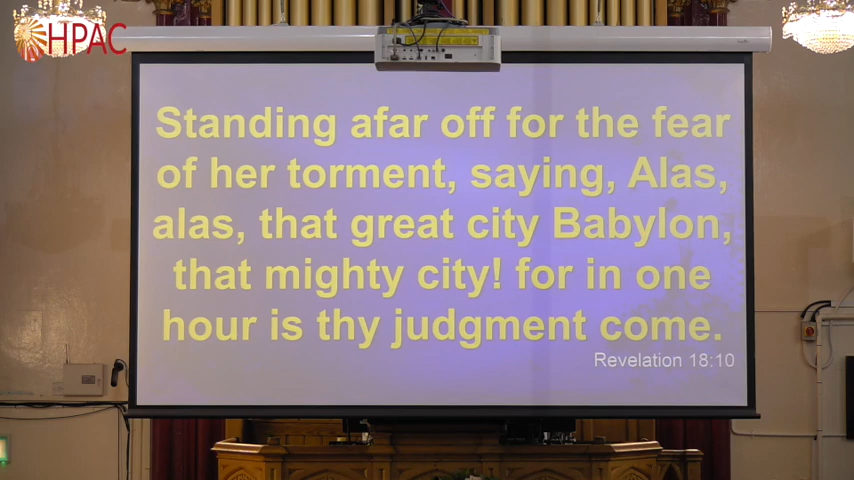 HPAC
Standing afar off for the fear
of her torment, saying, Alas,
alas, that great city Babylon,
that mighty city! for in one
hour is thy judgment come.
Revelation 18:10